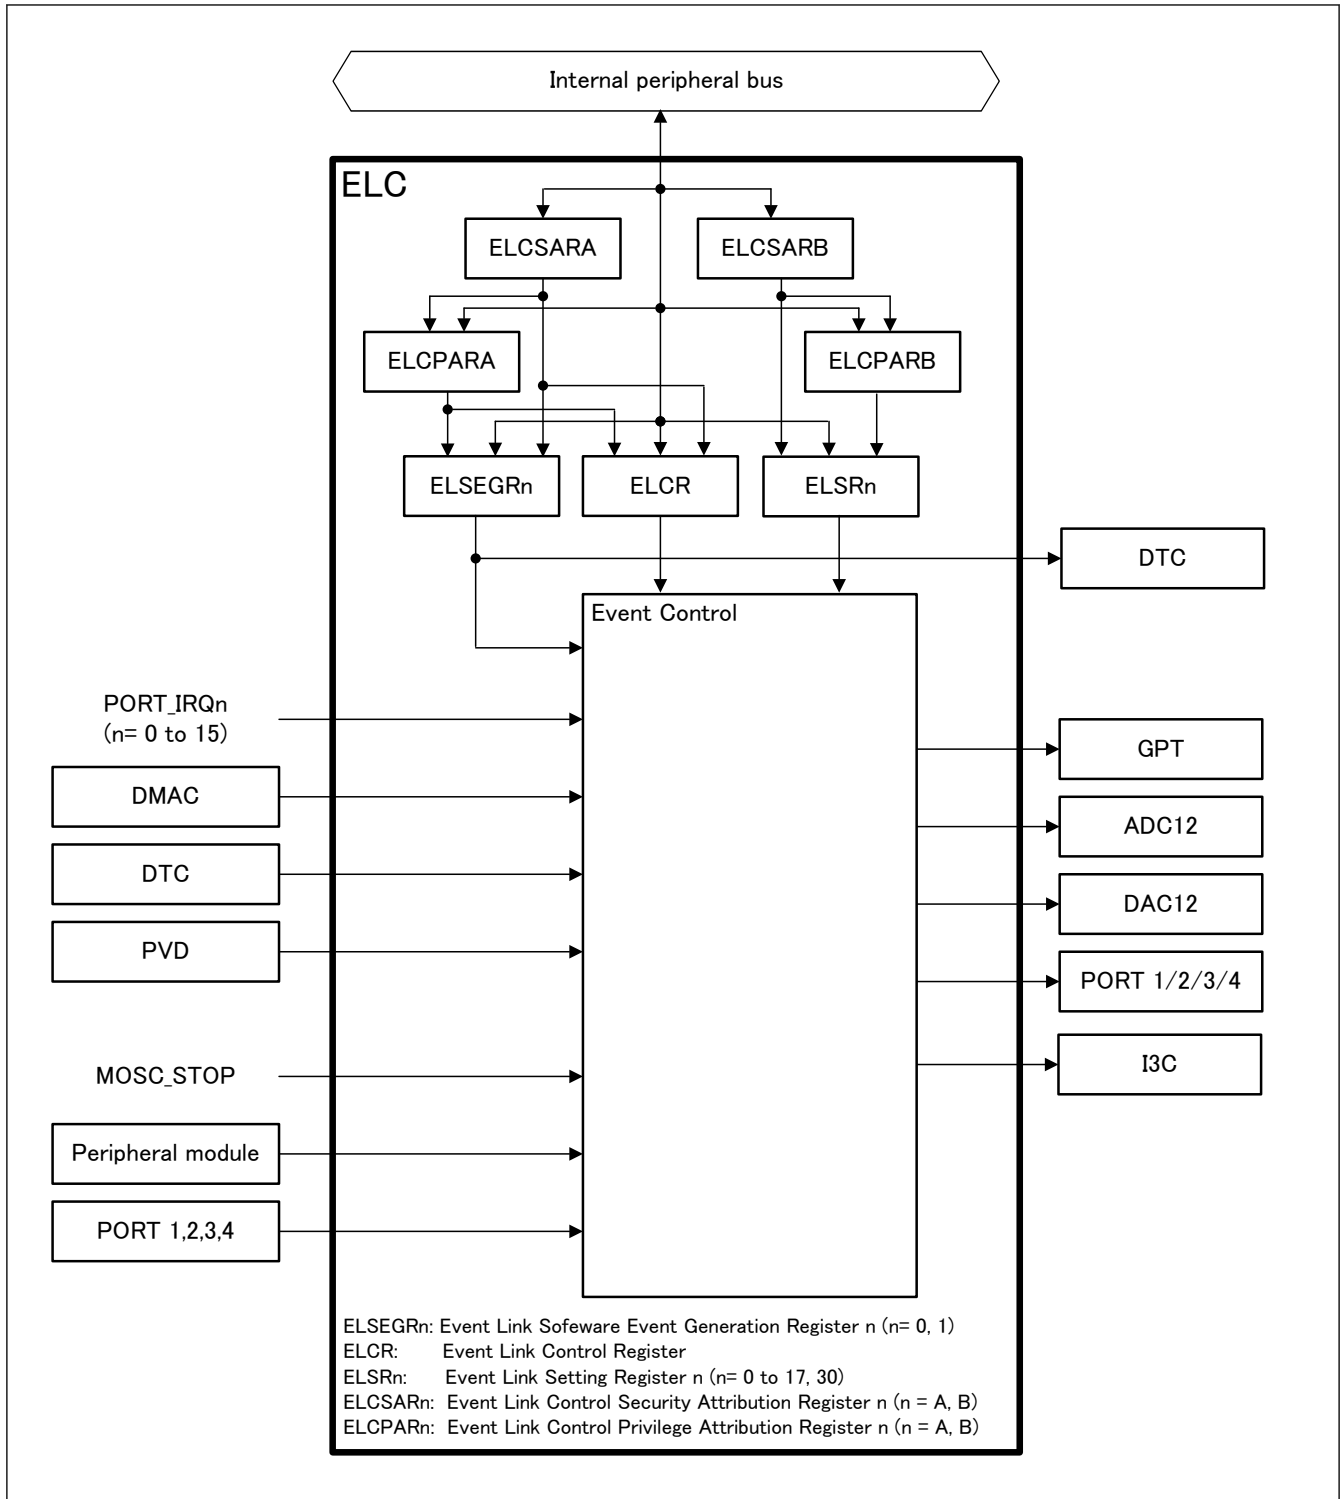 Internal peripheral bus
ELC
ELCSARA
ELCSARB
ELCPARA
ELCPARB
ELSEGRn
ELCR
ELSRn
DTC
Event Control
PORT_IRQn
(n= 0 to 15)
GPT
DMAC
ADC12
DTC
DAC12
PVD
PORT 1/2/3/4
I3C
MOSC_STOP
Peripheral module
PORT 1,2,3,4
ELSEGRn: Event Link Sofeware Event Generation Register n (n= 0, 1)
ELCR: Event Link Control Register
ELSRn: Event Link Setting Register n (n= 0 to 17, 30)
ELCSARn: Event Link Control Security Attribution Register n (n = A, B)
ELCPARn: Event Link Control Privilege Attribution Register n (n = A, B)